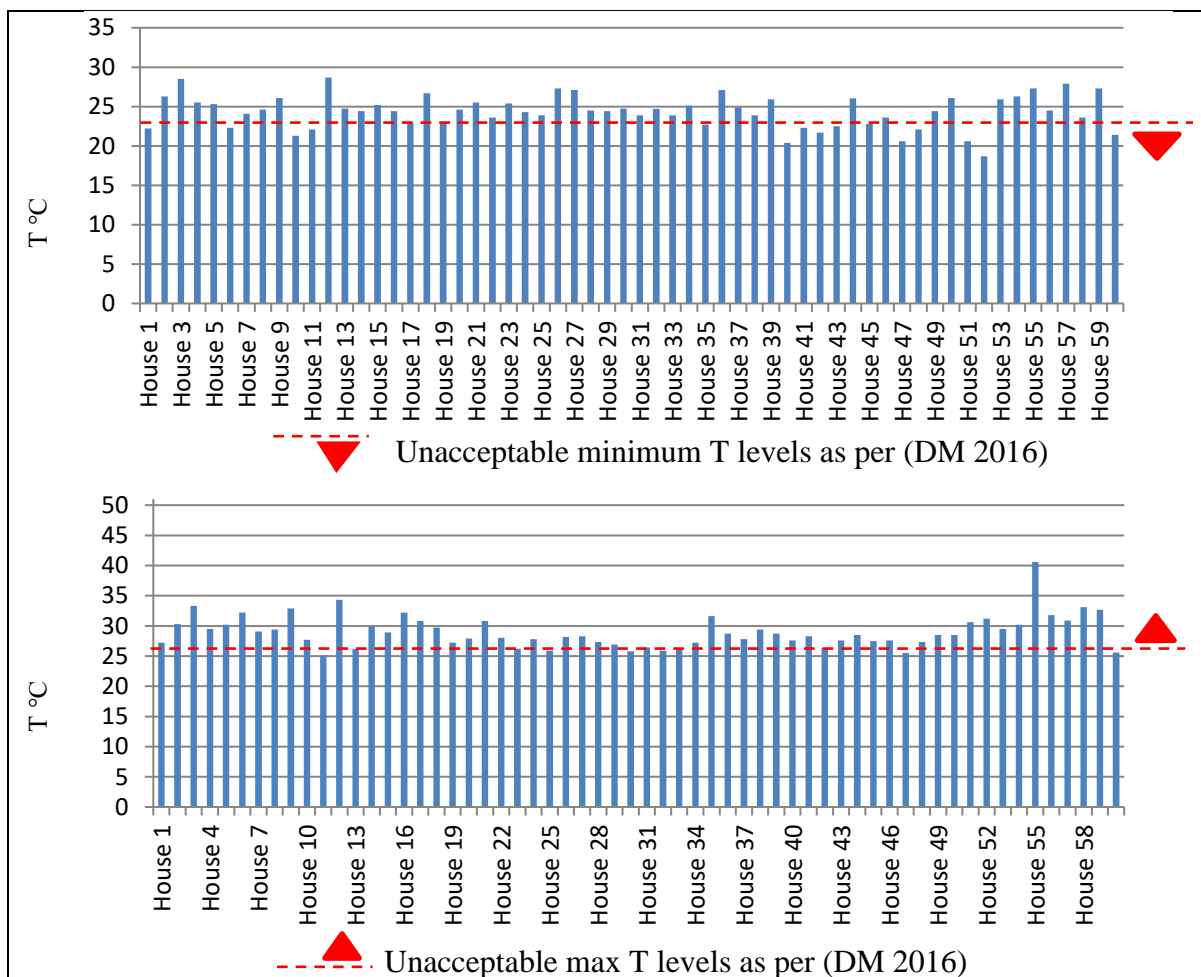 35
30
25
20
15
10
5
0
T °C
House 1
House 3
House 5
House 7
House 9
House 11
House 13
House 15
House 17
House 19
House 21
House 23
House 25
House 27
House 29
House 31
House 33
House 35
House 37
House 39
House 41
House 43
House 45
House 47
House 49
House 51
House 53
House 55
House 57
House 59
Unacceptable minimum T levels as per (DM 2016)
50
45
40
35
30
25
20
15
10
5
0
T °C
House 1
House 4
House 7
House 10
House 13
House 16
House 19
House 22
House 25
House 28
House 31
House 34
House 37
House 40
House 43
House 46
House 49
House 52
House 55
House 58
Unacceptable max T levels as per (DM 2016)